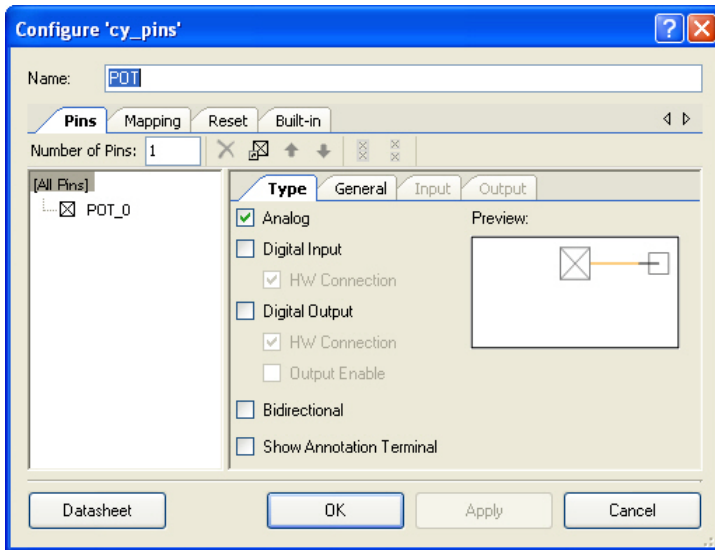 Configure 'cy_pins'
Name: POT
Pins Mapping Reset Built-in
Number of Pins: 1
[All Pins]
POT_0
Type General Input Output
Analog
Preview:
Digital Input
HW Connection
Digital Output
HW Connection
Output Enable
Bidirectional
Show Annotation Terminal
Datasheet OK Apply Cancel